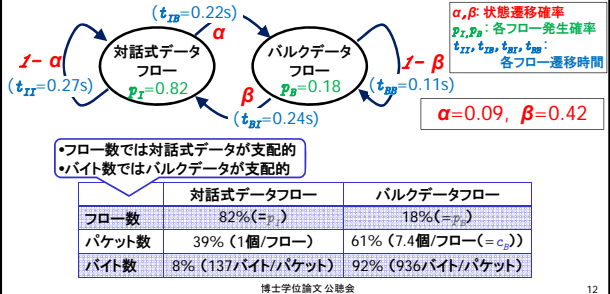 (t_IB=0.22s)
α
α,β: 状態遷移確率
p_I,p_B: 各フロー発生確率
t_II,t_IB,t_BI,t_BB:
各フロー遷移時間
対話式データ
フロー
p_I=0.82
バルクデータ
フロー
p_B=0.18
1-α
(t_II=0.27s)
1-β
(t_BB=0.11s)
β
(t_BI=0.24s)
α=0.09, β=0.42
•フロー数では対話式データが支配的
•バイト数ではバルクデータが支配的
対話式データフロー バルクデータフロー
フロー数 82%(=p_I) 18%(=p_B)
パケット数 39% (1個/フロー) 61% (7.4個/フロー(=c_B))
バイト数 8% (137バイト/パケット) 92% (936バイト/パケット)
博士学位論文 公聴会 12